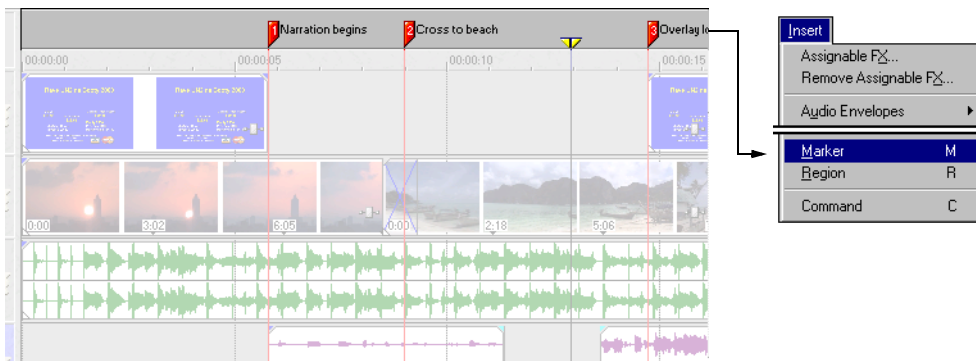 1 Narration begins
2 Cross to beach
3 Overlay lo
00:00:00
00:00:05
00:00:10
00:00:15
0:00
3:02
6:05
0:00
2:18
5:06
Insert
Assignable FX...
Remove Assignable FX...
Audio Envelopes
Marker M
Region R
Command C